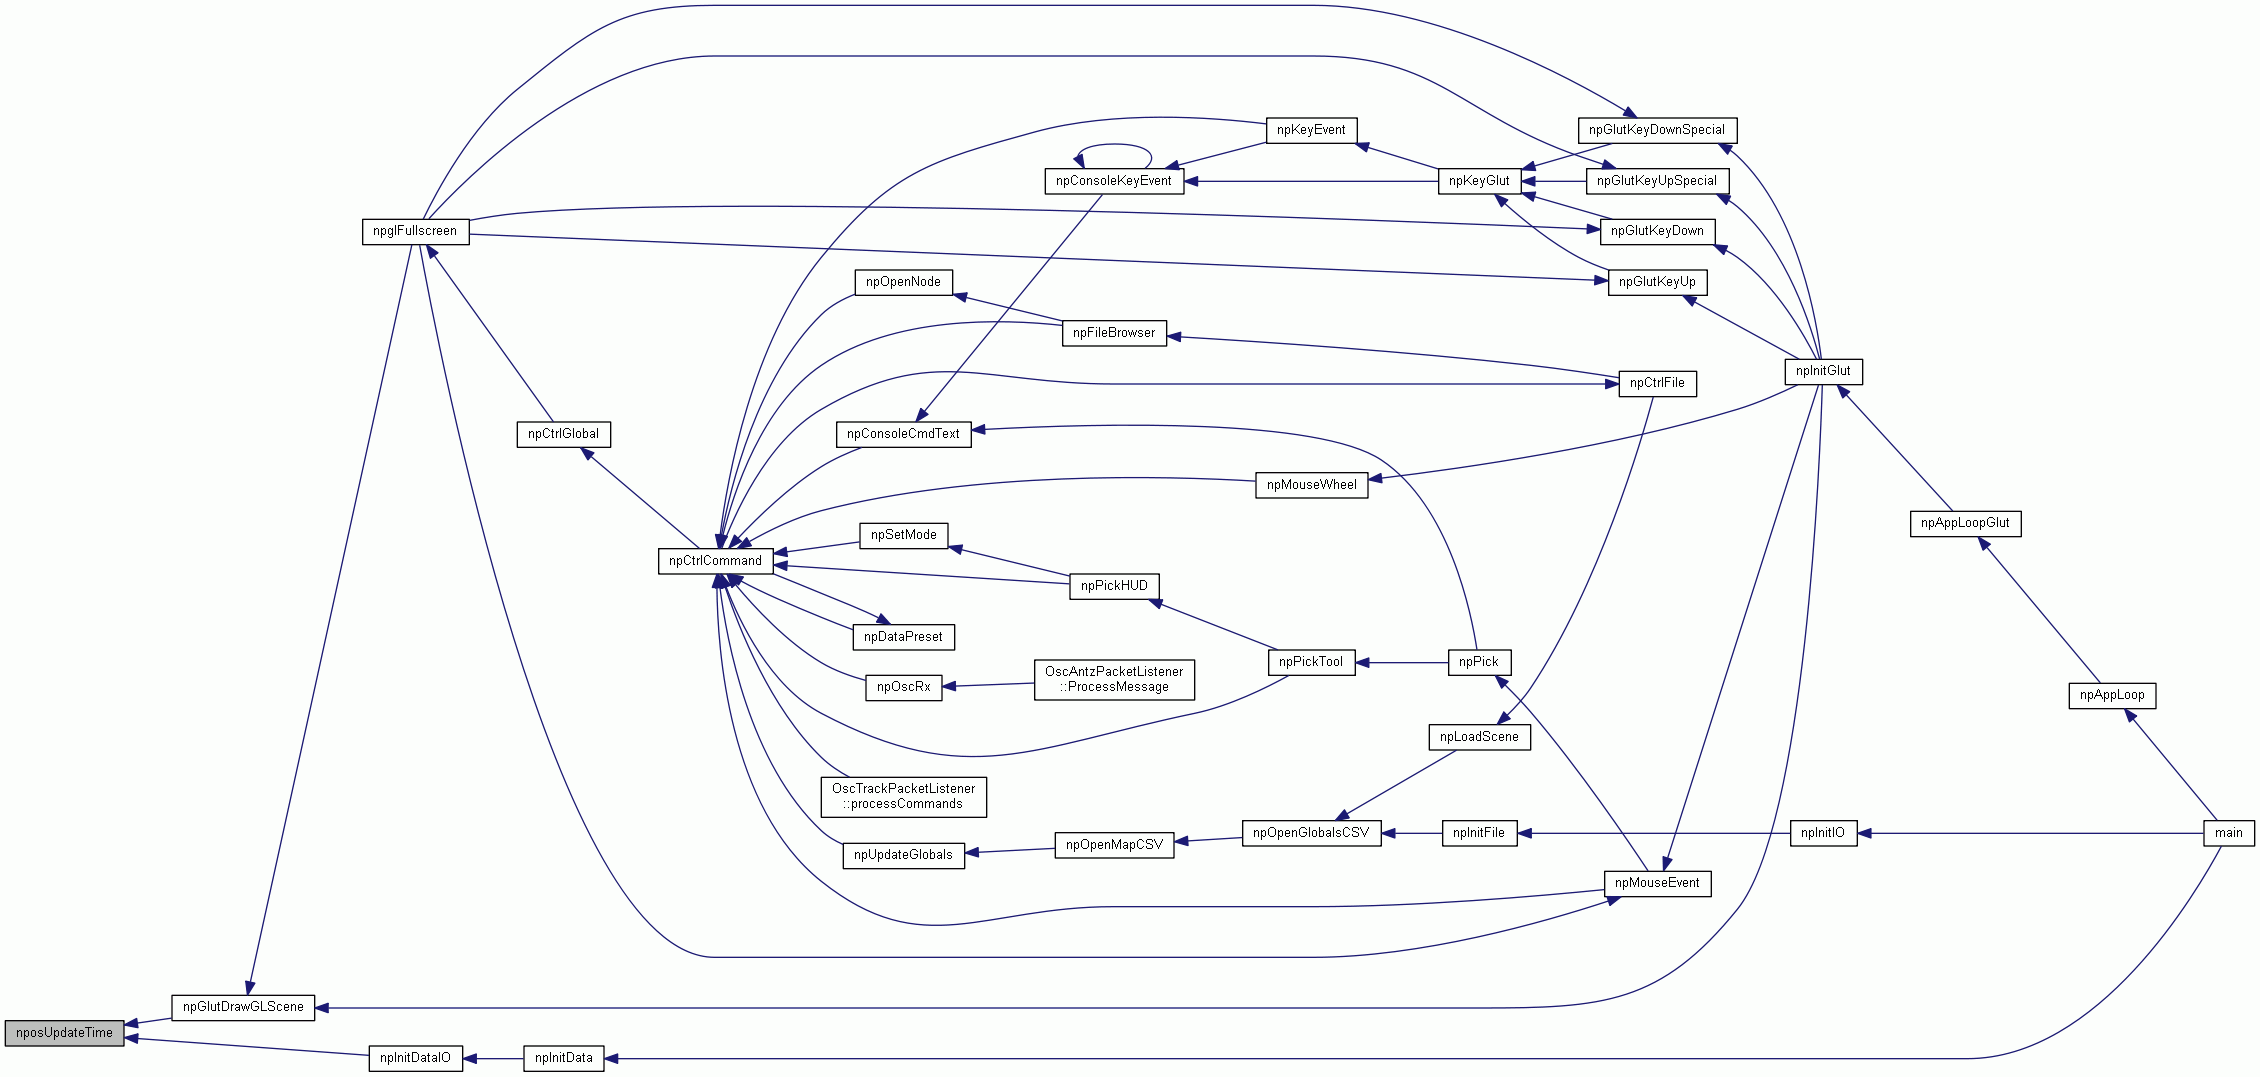 npKeyEvent
npGlutKeyDownSpecial
npConsoleKeyEvent
npKeyGlut
npGlutKeyUpSpecial
npglFullscreen
npGlutKeyDown
npOpenNode
npGlutKeyUp
npFileBrowser
npInitGlut
npCtrlFile
npCtrlGlobal
npConsoleCmdText
npMouseWheel
npAppLoopGlut
npSetMode
npCtrlCommand
npPickHUD
npDataPreset
npPickTool
npPick
OscAntzPacketListener
::ProcessMessage
npOscRx
npAppLoop
npLoadScene
OscTrackPacketListener
::processCommands
npOpenGlobalsCSV
npInitFile
npInitIO
main
npOpenMapCSV
npUpdateGlobals
npMouseEvent
npGlutDrawGLScene
nposUpdateTime
npInitDataIO
npInitData